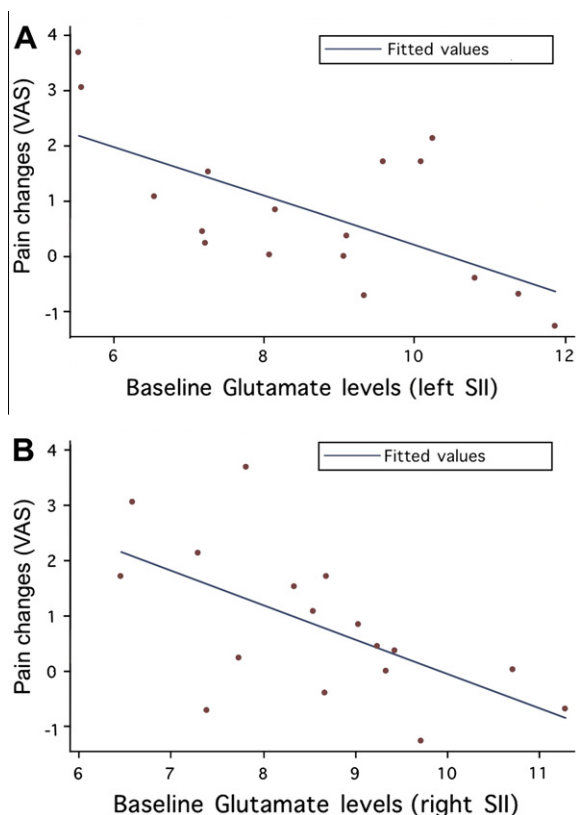 A
Fitted values
Pain changes (VAS)
4
3
2
1
0
-1
6 8 10 12
Baseline Glutamate levels (left SII)
B
Fitted values
Pain changes (VAS)
4
3
2
1
0
-1
6 7 8 9 10 11
Baseline Glutamate levels (right SII)